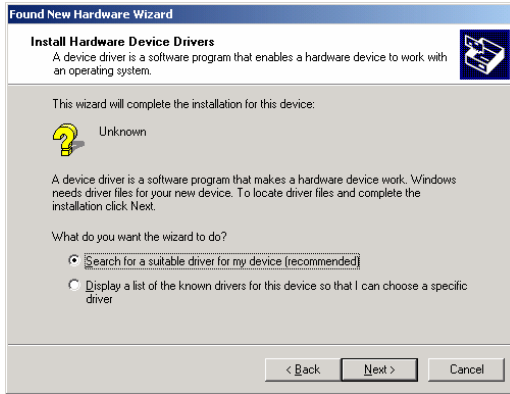 Found New Hardware Wizard
Install Hardware Device Drivers
A device driver is a software program that enables a hardware device to work with
an operating system.
This wizard will complete the installation for this device:
Unknown
A device driver is a software program that makes a hardware device work. Windows
needs driver files for your new device. To locate driver files and complete the
installation click Next.
What do you want the wizard to do?
Search for a suitable driver for my device (recommended)
Display a list of the known drivers for this device so that I can choose a specific
driver
< Back Next > Cancel